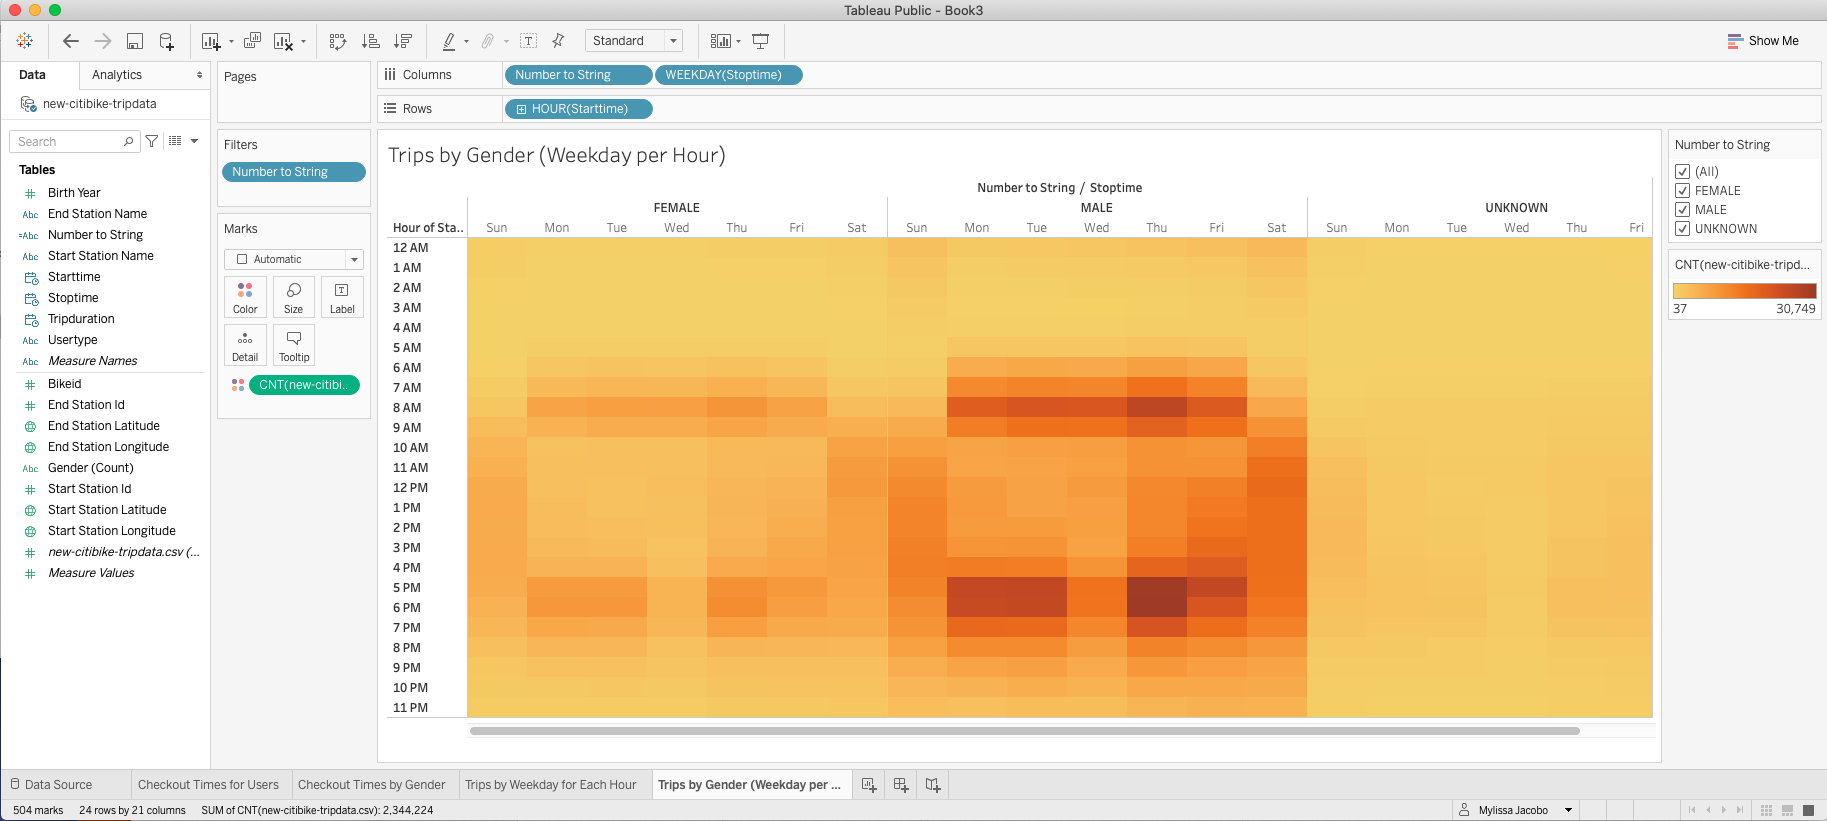 Tableau Public - Book3
Standard
Show Me
Data
Analytics
new-citibike-tripdata
Search
Tables
Birth Year
Abc End Station Name
=Abc Number to String
Abc Start Station Name
Starttime
Stoptime
Tripduration
Abc Usertype
Abc Measure Names
Bikeid
End Station Id
End Station Latitude
End Station Longitude
Abc Gender (Count)
Start Station Id
Start Station Latitude
Start Station Longitude
new-citibike-tripdata.csv (...
Measure Values
Pages
Filters
Number to String
Marks
Automatic
Color Size Label
Detail Tooltip
CNT(new-citibi..
Columns Number to String WEEKDAY(Stoptime)
Rows HOUR(Starttime)
Trips by Gender (Weekday per Hour)
Number to String / Stoptime
FEMALE MALE UNKNOWN
Hour of Sta.. Sun Mon Tue Wed Thu Fri Sat Sun Mon Tue Wed Thu Fri Sat Sun Mon Tue Wed Thu Fri
12 AM
1 AM
2 AM
3 AM
4 AM
5 AM
6 AM
7 AM
8 AM
9 AM
10 AM
11 AM
12 PM
1 PM
2 PM
3 PM
4 PM
5 PM
6 PM
7 PM
8 PM
9 PM
10 PM
11 PM
Number to String
(All)
FEMALE
MALE
UNKNOWN
CNT(new-citibike-tripd...
37 30,749
Data Source Checkout Times for Users Checkout Times by Gender Trips by Weekday for Each Hour Trips by Gender (Weekday per ...
504 marks 24 rows by 21 columns SUM of CNT(new-citibike-tripdata.csv): 2,344,224 Mylissa Jacobo